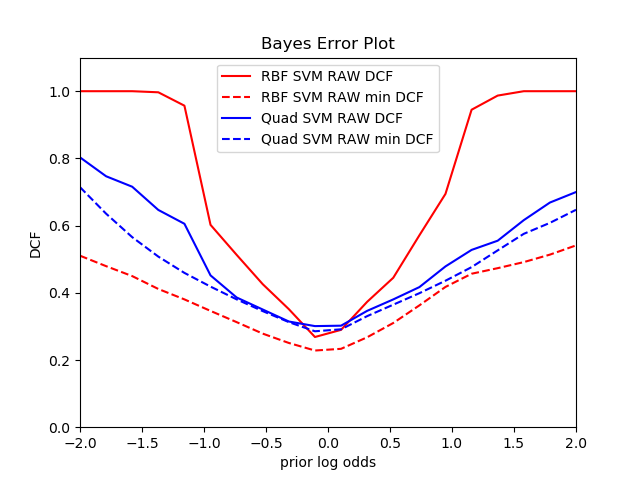 Bayes Error Plot
RBF SVM RAW DCF
RBF SVM RAW min DCF
Quad SVM RAW DCF
Quad SVM RAW min DCF
DCF
1.0
0.8
0.6
0.4
0.2
0.0
−2.0 −1.5 −1.0 −0.5 0.0 0.5 1.0 1.5 2.0
prior log odds